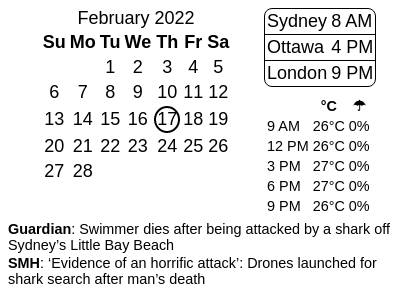 February 2022
Su Mo Tu We Th Fr Sa
1 2 3 4 5
6 7 8 9 10 11 12
13 14 15 16 17 18 19
20 21 22 23 24 25 26
27 28
Sydney 8 AM
Ottawa 4 PM
London 9 PM
°C ☂
9 AM 26°C 0%
12 PM 26°C 0%
3 PM 27°C 0%
6 PM 27°C 0%
9 PM 26°C 0%
Guardian: Swimmer dies after being attacked by a shark off
Sydney’s Little Bay Beach
SMH: ‘Evidence of an horrific attack’: Drones launched for
shark search after man’s death